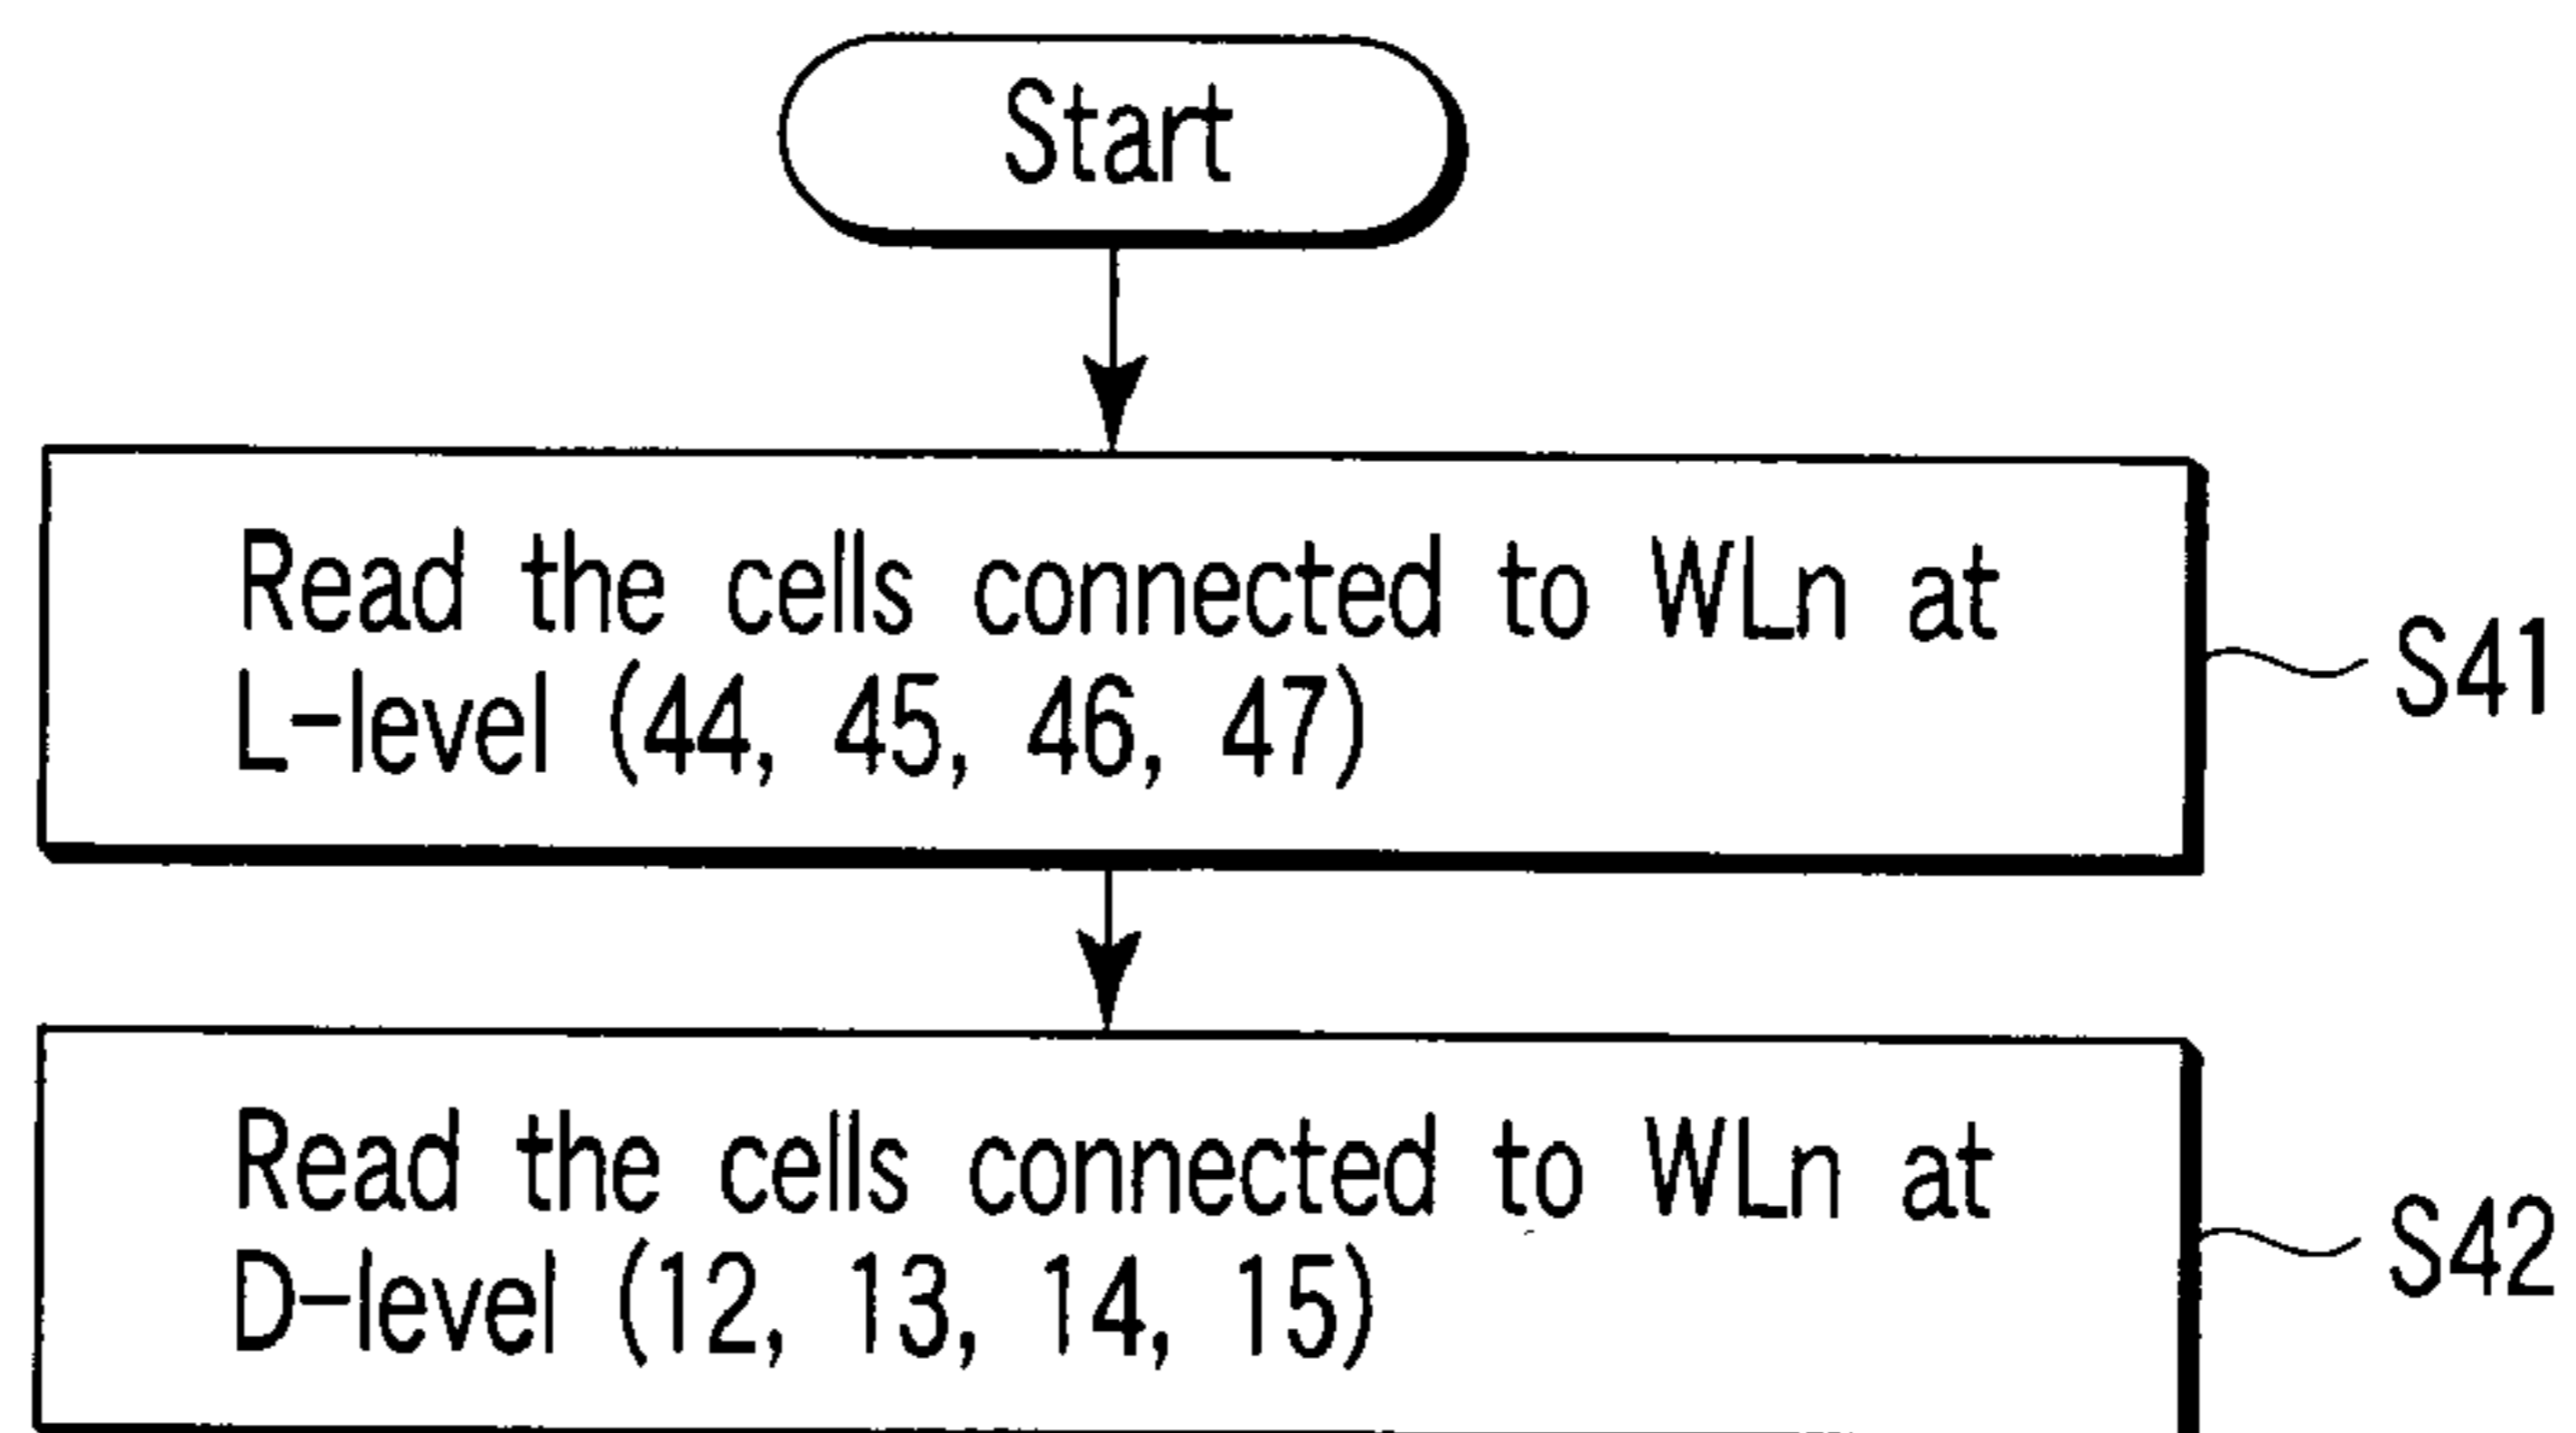 Start
Read the cells connected to WLn at
L-level (44, 45, 46, 47)
S41
Read the cells connected to WLn at
D-level (12, 13, 14, 15)
S42